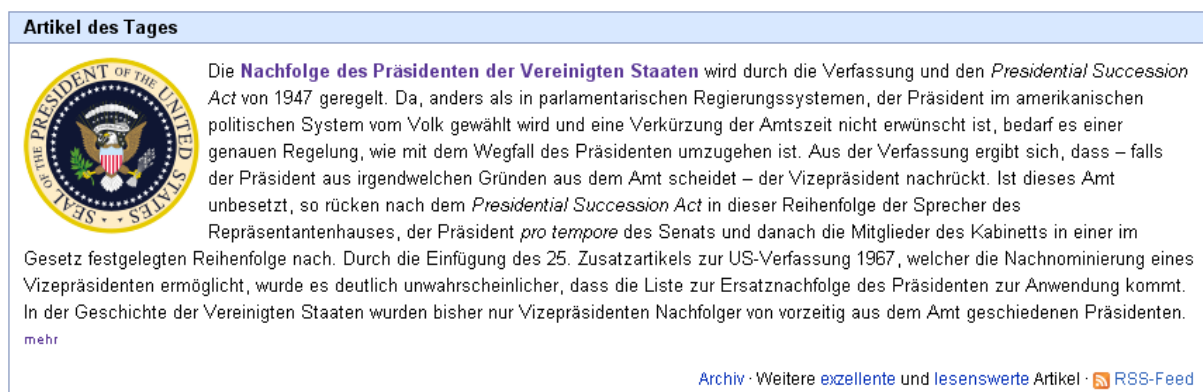 Artikel des Tages
SEAL OF THE PRESIDENT OF THE UNITED STATES
Die Nachfolge des Präsidenten der Vereinigten Staaten wird durch die Verfassung und den Presidential Succession
Act von 1947 geregelt. Da, anders als in parlamentarischen Regierungssystemen, der Präsident im amerikanischen
politischen System vom Volk gewählt wird und eine Verkürzung der Amtszeit nicht erwünscht ist, bedarf es einer
genauen Regelung, wie mit dem Wegfall des Präsidenten umzugehen ist. Aus der Verfassung ergibt sich, dass – falls
der Präsident aus irgendwelchen Gründen aus dem Amt scheidet – der Vizepräsident nachrückt. Ist dieses Amt
unbesetzt, so rücken nach dem Presidential Succession Act in dieser Reihenfolge der Sprecher des
Repräsentantenhauses, der Präsident pro tempore des Senats und danach die Mitglieder des Kabinetts in einer im
Gesetz festgelegten Reihenfolge nach. Durch die Einfügung des 25. Zusatzartikels zur US-Verfassung 1967, welcher die Nachnominierung eines
Vizepräsidenten ermöglicht, wurde es deutlich unwahrscheinlicher, dass die Liste zur Ersatznachfolge des Präsidenten zur Anwendung kommt.
In der Geschichte der Vereinigten Staaten wurden bisher nur Vizepräsidenten Nachfolger von vorzeitig aus dem Amt geschiedenen Präsidenten.
mehr
Archiv · Weitere exzellente und lesenswerte Artikel · RSS-Feed